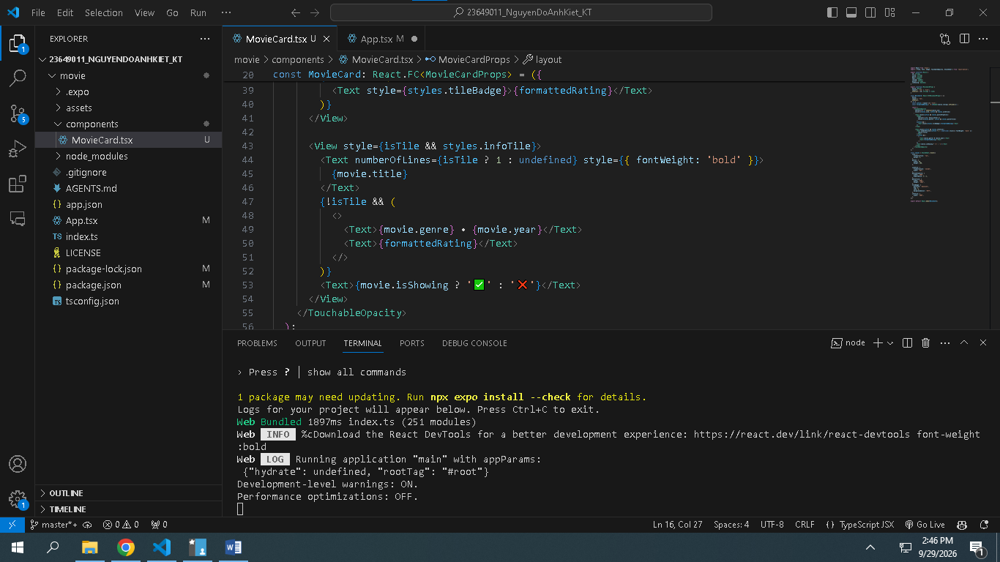 File Edit Selection View Go Run ··· 23649011_NguyenDoAnhKiet_KT
EXPLORER ···
23649011_NGUYENDOANHKIET_KT
movie
.expo
assets
components
MovieCard.tsx U
node_modules
.gitignore
AGENTS.md
{} app.json
App.tsx M
TS index.ts
LICENSE
{} package-lock.json M
{} package.json M
TS tsconfig.json
OUTLINE
TIMELINE
1
5
1
MovieCard.tsx U × App.tsx M ●
movie > components > MovieCard.tsx > MovieCardProps > layout
20 const MovieCard: React.FC<MovieCardProps> = ({
39 <Text style={styles.tileBadge}>{formattedRating}</Text>
40 )}
41 </View>
42
43 <View style={isTile && styles.infoTile}>
44 <Text numberOfLines={isTile ? 1 : undefined} style={{ fontWeight: 'bold' }}>
45 {movie.title}
46 </Text>
47 {!isTile && (
48 <>
49 <Text>{movie.genre} • {movie.year}</Text>
50 <Text>{formattedRating}</Text>
51 </>
52 )}
53 <Text>{movie.isShowing ? '✅' : '❌'}</Text>
54 </View>
55 </TouchableOpacity>
56 );
PROBLEMS OUTPUT TERMINAL PORTS DEBUG CONSOLE node
› Press ? │ show all commands
1 package may need updating. Run npx expo install --check for details.
Logs for your project will appear below. Press Ctrl+C to exit.
Web Bundled 1897ms index.ts (251 modules)
Web INFO %cDownload the React DevTools for a better development experience: https://react.dev/link/react-devtools font-weight
:bold
Web LOG Running application "main" with appParams:
{"hydrate": undefined, "rootTag": "#root"}
Development-level warnings: ON.
Performance optimizations: OFF.
master*+ 0 0 0 Ln 16, Col 27 Spaces: 4 UTF-8 CRLF {} TypeScript JSX Go Live
2:46 PM
9/29/2026
1